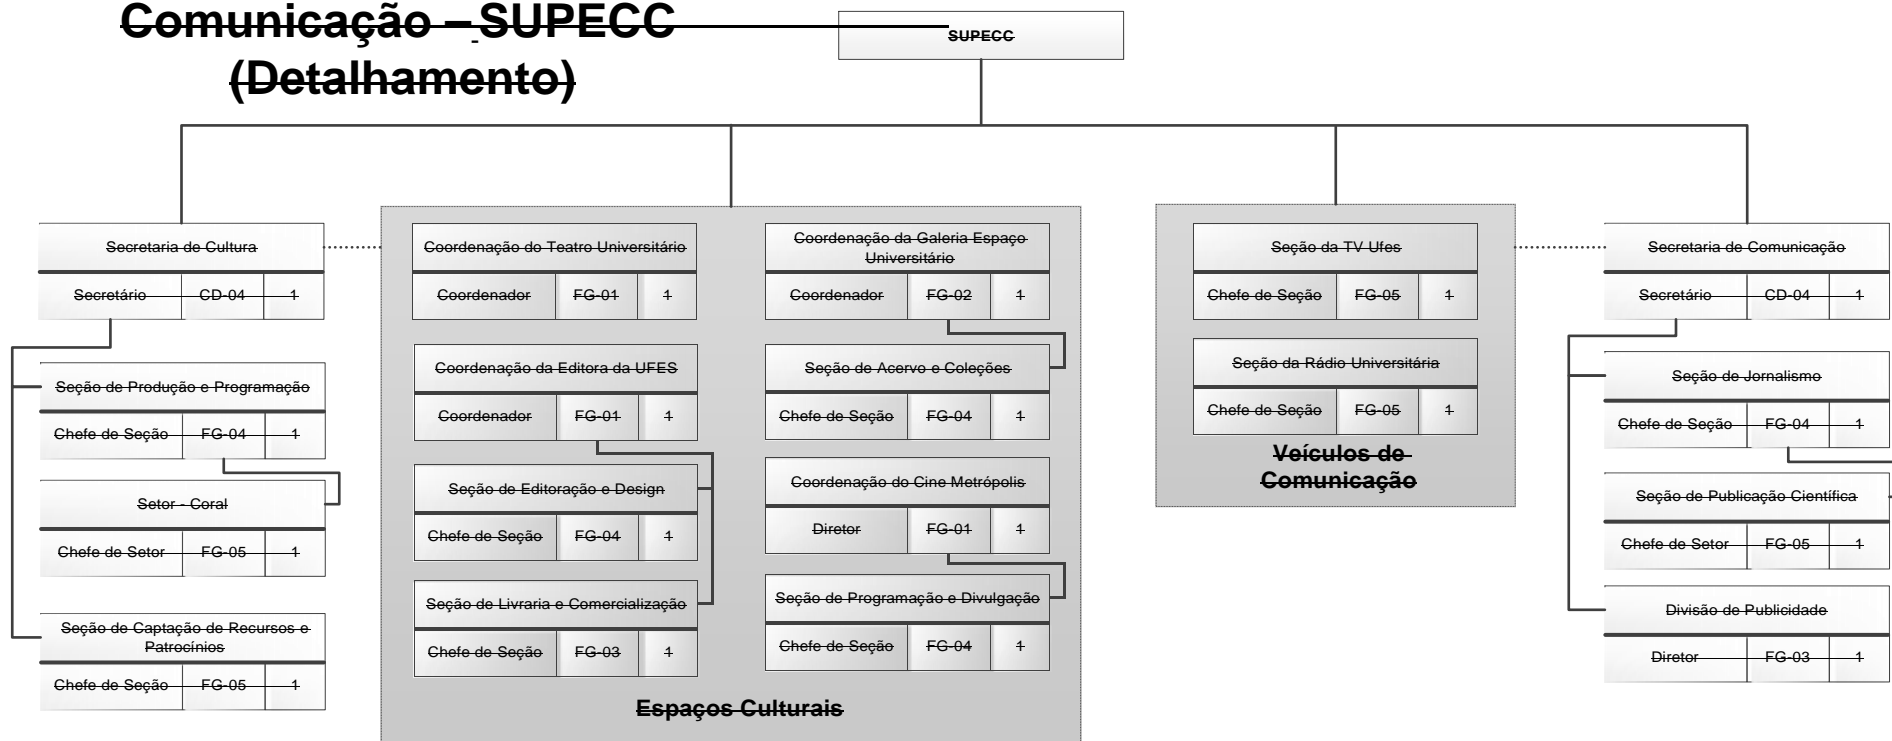 Comunicação – SUPECC
(Detalhamento)
SUPECC
Secretaria de Cultura
Secretário CD-04 1
Seção de Produção e Programação
Chefe de Seção FG-04 1
Setor - Coral
Chefe de Setor FG-05 1
Seção de Captação de Recursos e
Patrocínios
Chefe de Seção FG-05 1
Coordenação do Teatro Universitário
Coordenador FG-01 1
Coordenação da Editora da UFES
Coordenador FG-01 1
Seção de Editoração e Design
Chefe de Seção FG-04 1
Seção de Livraria e Comercialização
Chefe de Seção FG-03 1
Coordenação da Galeria Espaço
Universitário
Coordenador FG-02 1
Seção de Acervo e Coleções
Chefe de Seção FG-04 1
Coordenação do Cine Metrópolis
Diretor FG-01 1
Seção de Programação e Divulgação
Chefe de Seção FG-04 1
Espaços Culturais
Seção da TV Ufes
Chefe de Seção FG-05 1
Seção da Rádio Universitária
Chefe de Seção FG-05 1
Veículos de
Comunicação
Secretaria de Comunicação
Secretário CD-04 1
Seção de Jornalismo
Chefe de Seção FG-04 1
Seção de Publicação Científica
Chefe de Setor FG-05 1
Divisão de Publicidade
Diretor FG-03 1